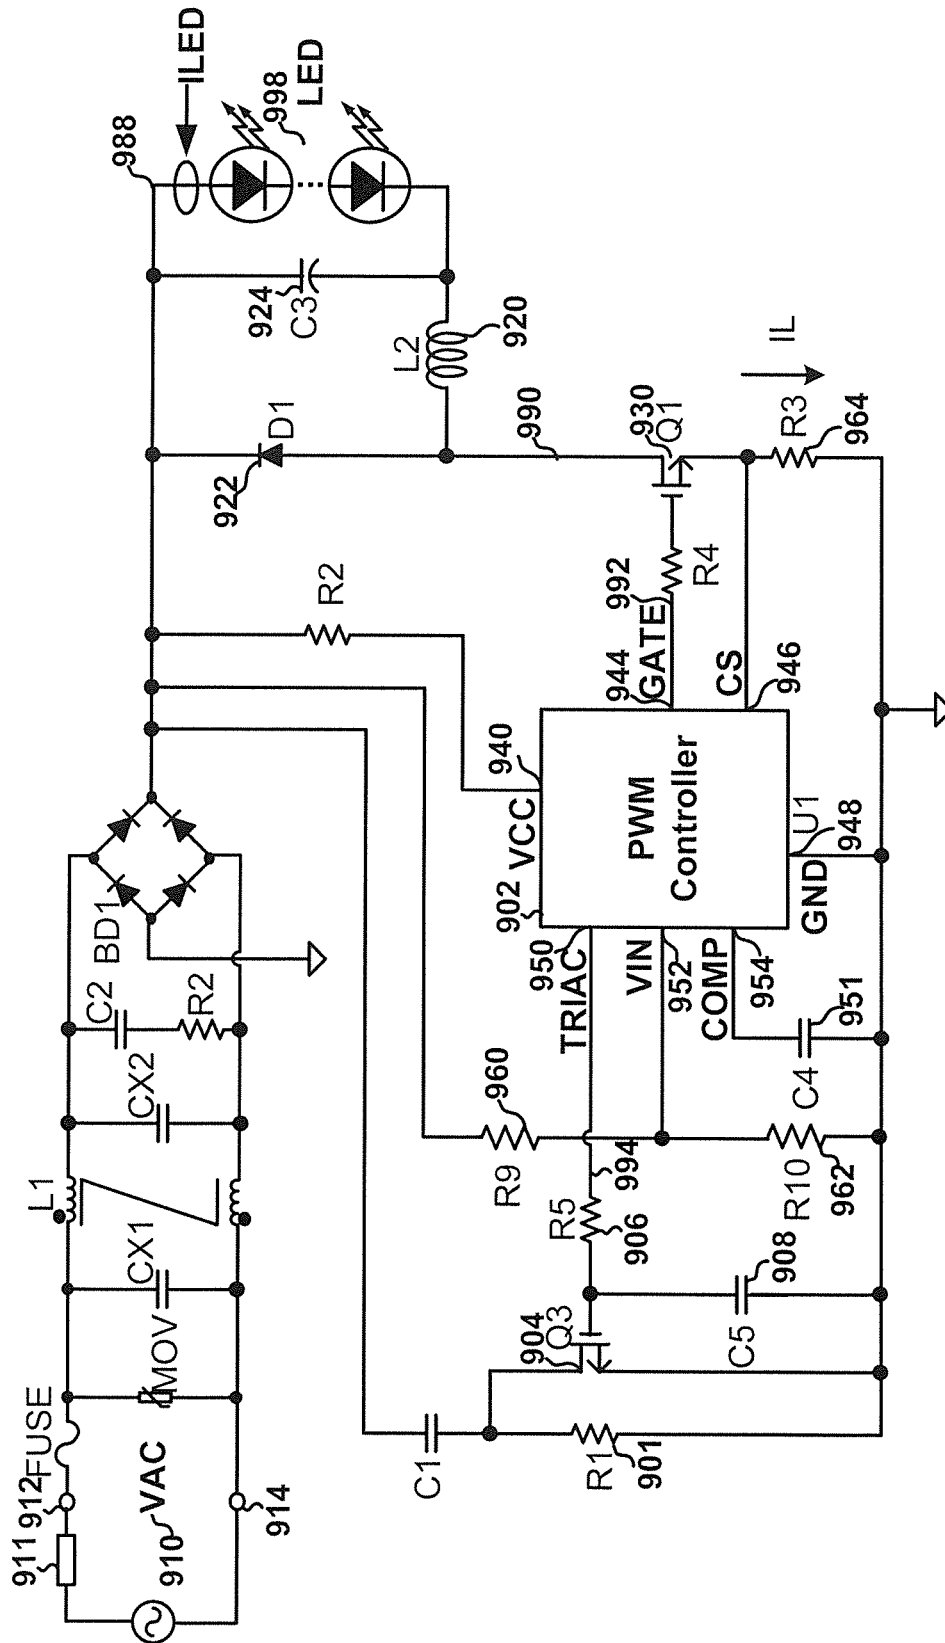 911
912
FUSE
910
VAC
914
MOV
CX1
L1
CX2
C2
R2
BD1
988
ILED
998
LED
924
C3
922
D1
L2
920
R2
990
C1
R1
901
904
Q3
R5
906
994
C5
908
R9
960
R10
962
C4
951
TRIAC
950
VIN
952
COMP
954
902
VCC
940
PWM
Controller
U1
GND
948
944
GATE
992
R4
CS
946
930
Q1
IL
R3
964